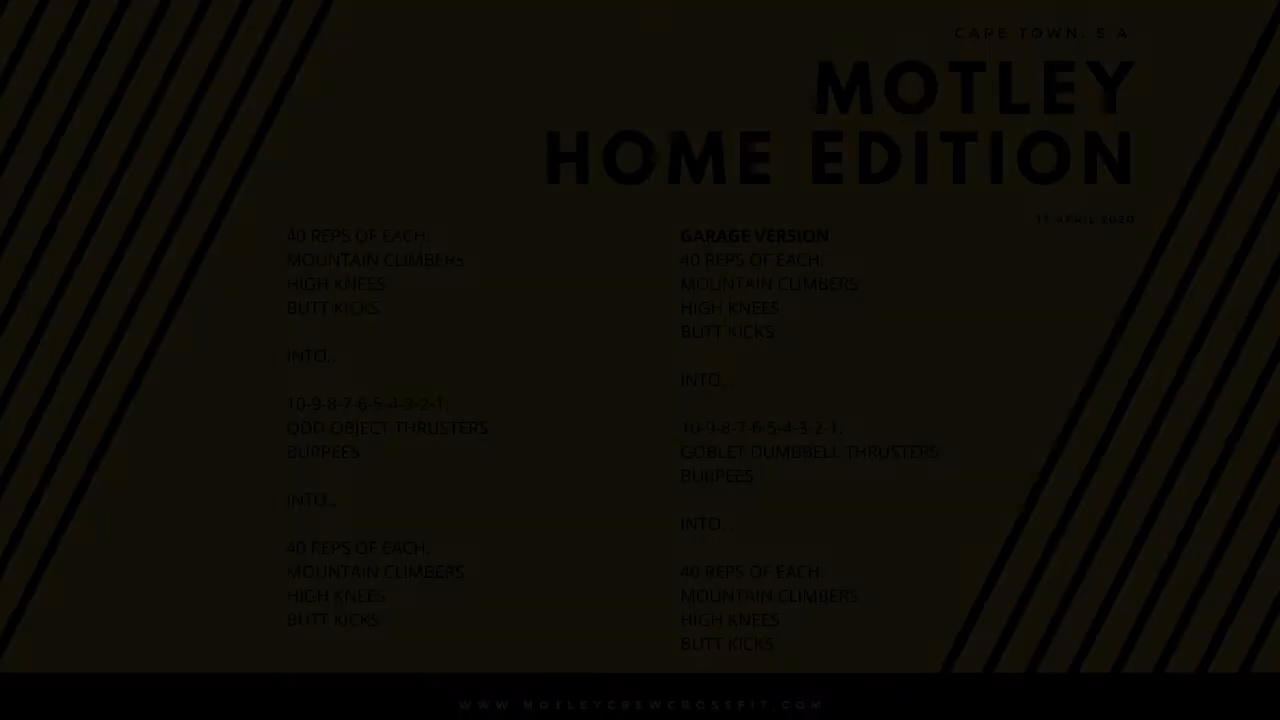 CAPE TOWN, S.A
MOTLEY
HOME EDITION
APRIL 2020
40 REPS OF EACH:
MOUNTAIN CLIMBERS
HIGH KNEES
BUTT KICKS
INTO...
10-9-8-7-6-5-4-3-2-1:
ODD OBJECT THRUSTERS
BURPEES
INTO...
40 REPS OF EACH:
MOUNTAIN CLIMBERS
HIGH KNEES
BUTT KICKS
GARAGE VERSION
40 REPS OF EACH:
MOUNTAIN CLIMBERS
HIGH KNEES
BUTT KICKS
INTO...
10-9-8-7-6-5-4-3-2-1:
GOBLET DUMBBELL THRUSTERS
BURPEES
INTO...
40 REPS OF EACH:
MOUNTAIN CLIMBERS
HIGH KNEES
BUTT KICKS
WWW.MOTLEYCREWCROSSFIT.COM